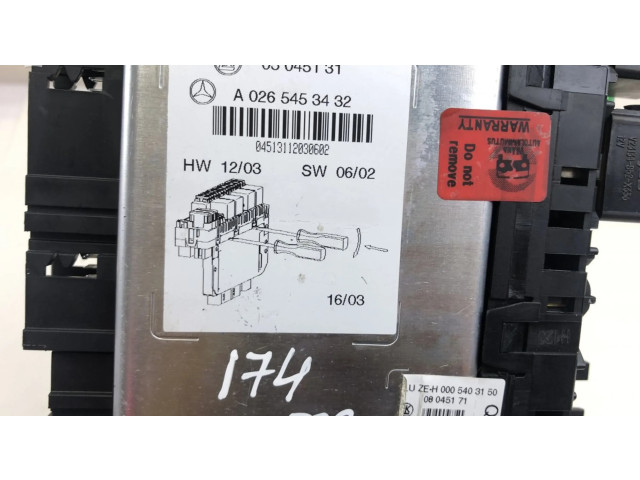 05 0451 31
A 026 545 34 32
04513112030602
HW 12/03 SW 06/02
16/03
174
WARRANTY
Do not
remove
U ZE-H 000 540 31 50
08 0451 71